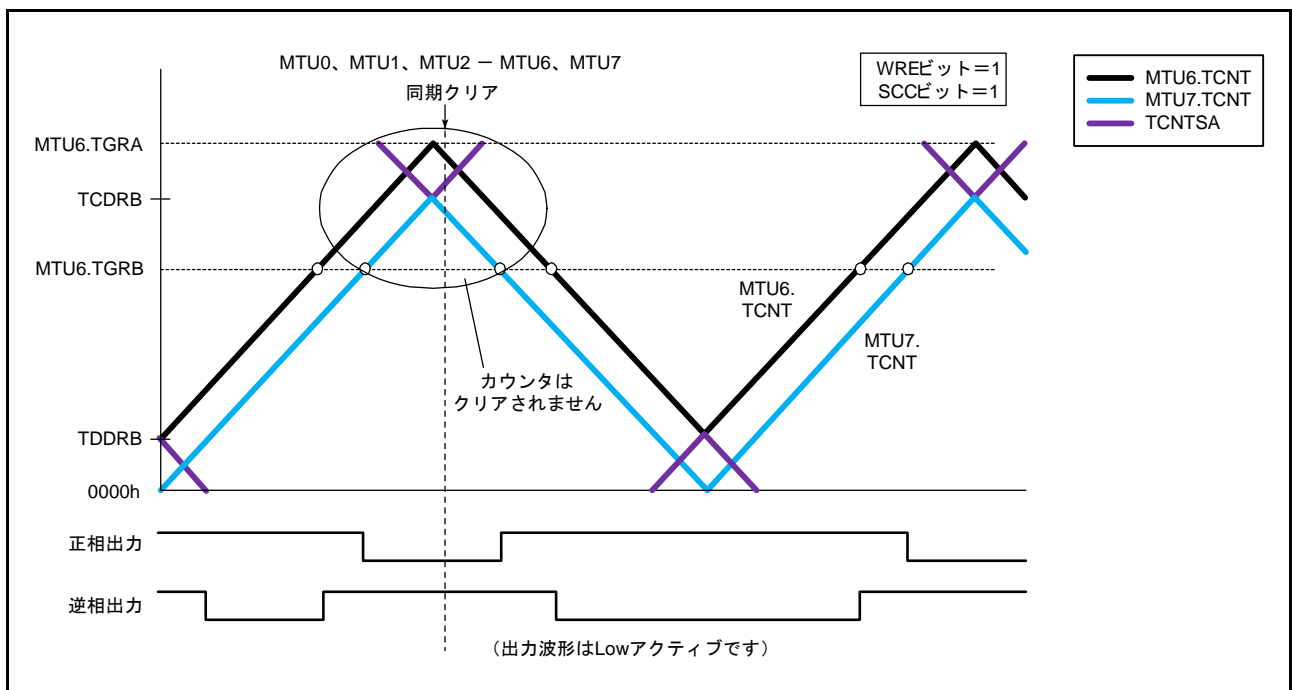 MTU0、MTU1、MTU2 － MTU6、MTU7
同期クリア
WREビット＝1
SCCビット＝1
MTU6.TCNT
MTU7.TCNT
TCNTSA
MTU6.TGRA
TCDRB
MTU6.TGRB
MTU6.
TCNT
MTU7.
TCNT
カウンタは
クリアされません
TDDRB
0000h
正相出力
逆相出力
（出力波形はLowアクティブです）